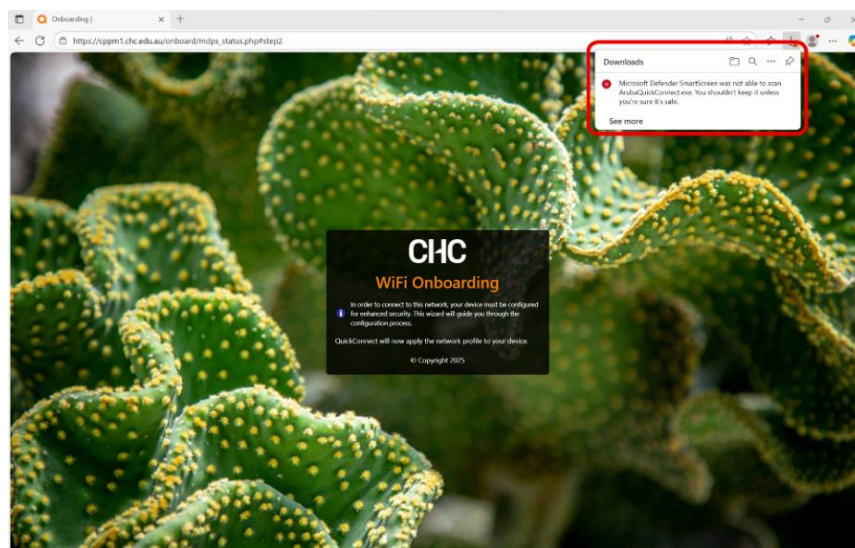 Onboarding |
https://cppm1.chc.edu.au/onboard/mdps_status.php#step2
Downloads
Microsoft Defender SmartScreen was not able to scan
ArubaQuickConnect.exe. You shouldn't keep it unless
you're sure it's safe.
See more
CHC
WiFi Onboarding
In order to connect to this network, your device must be configured
for enhanced security. This wizard will guide you through the
configuration process.
QuickConnect will now apply the network profile to your device.
© Copyright 2025